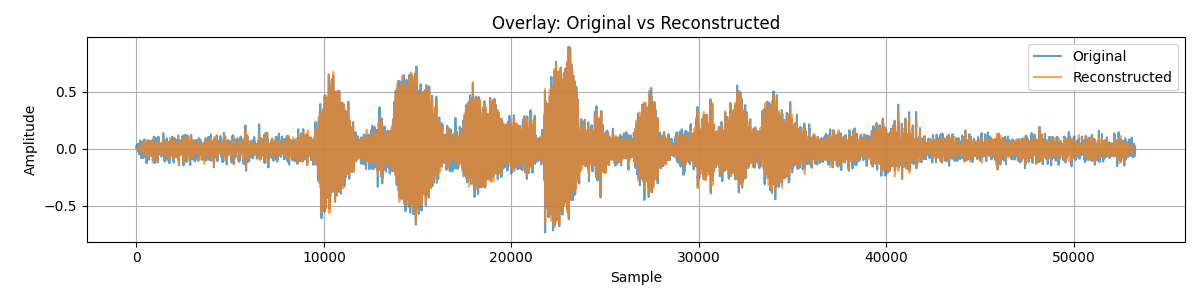 Overlay: Original vs Reconstructed
Original
Reconstructed
Amplitude
0.5
0.0
−0.5
0
10000
20000
30000
40000
50000
Sample